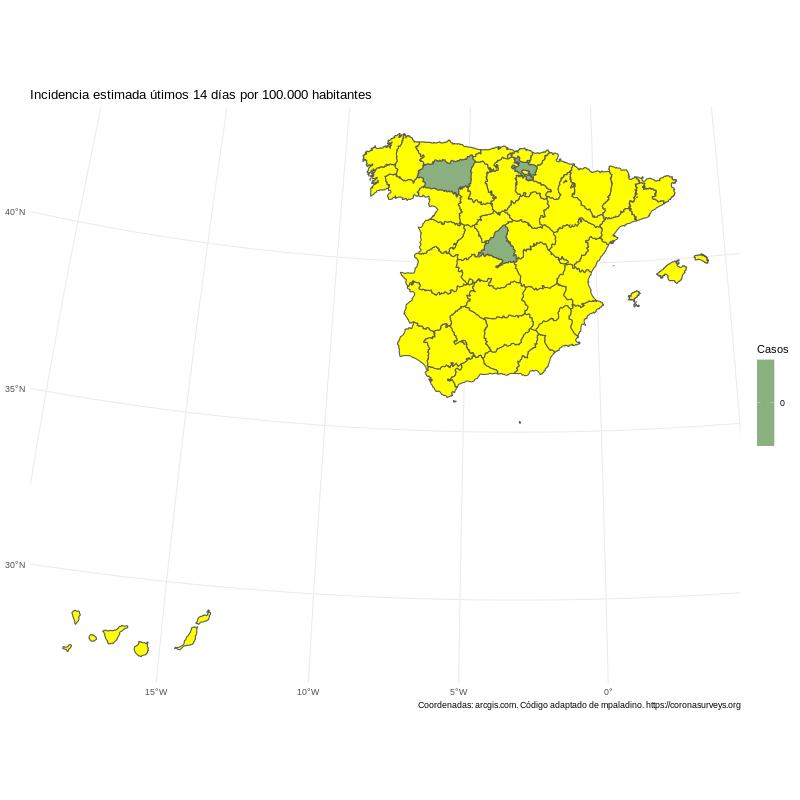 Incidencia estimada útimos 14 días por 100.000 habitantes
40°N
35°N
30°N
15°W
10°W
5°W
0°
Casos
0
Coordenadas: arcgis.com. Código adaptado de mpaladino. https://coronasurveys.org